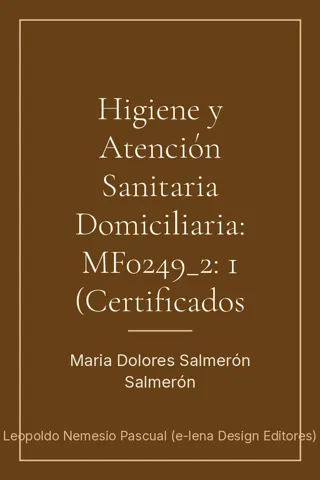 Higiene y
Atención
Sanitaria
Domiciliaria:
MF0249_2: 1
(Certificados
Maria Dolores Salmerón
Salmerón
Leopoldo Nemesio Pascual (e-lena Design Editores)